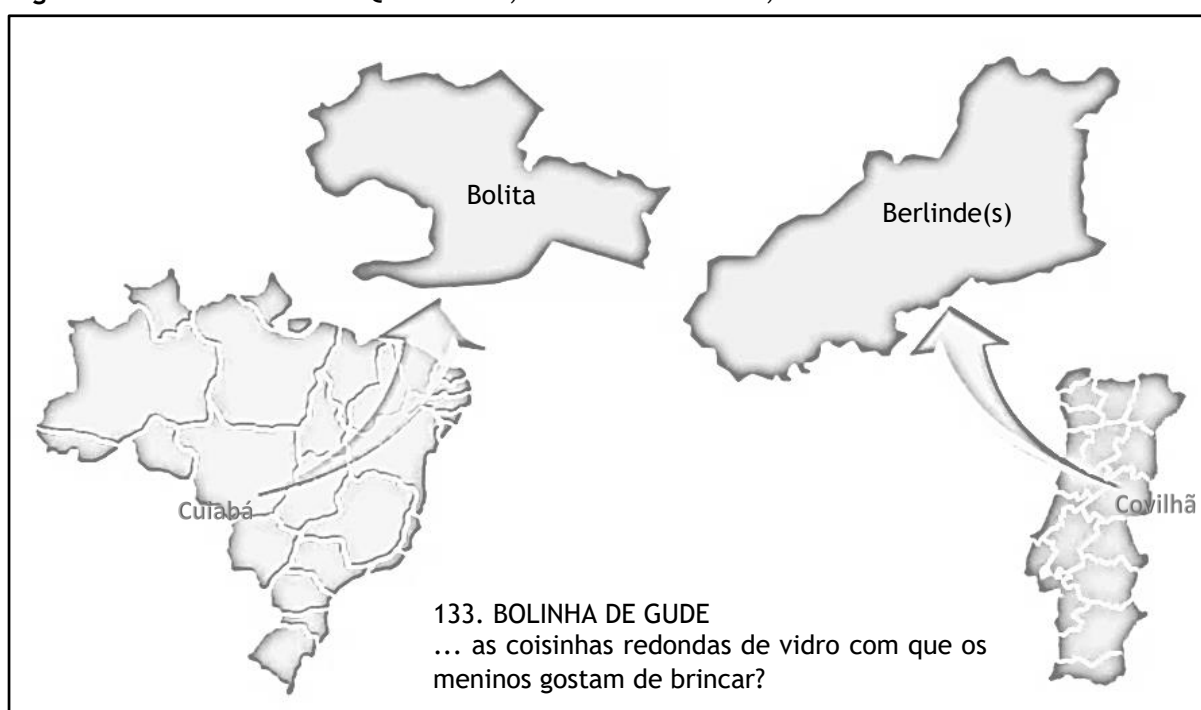 Bolita
Berlinde(s)
Cuiabá
Covilhã
133. BOLINHA DE GUDE
... as coisinhas redondas de vidro com que os
meninos gostam de brincar?